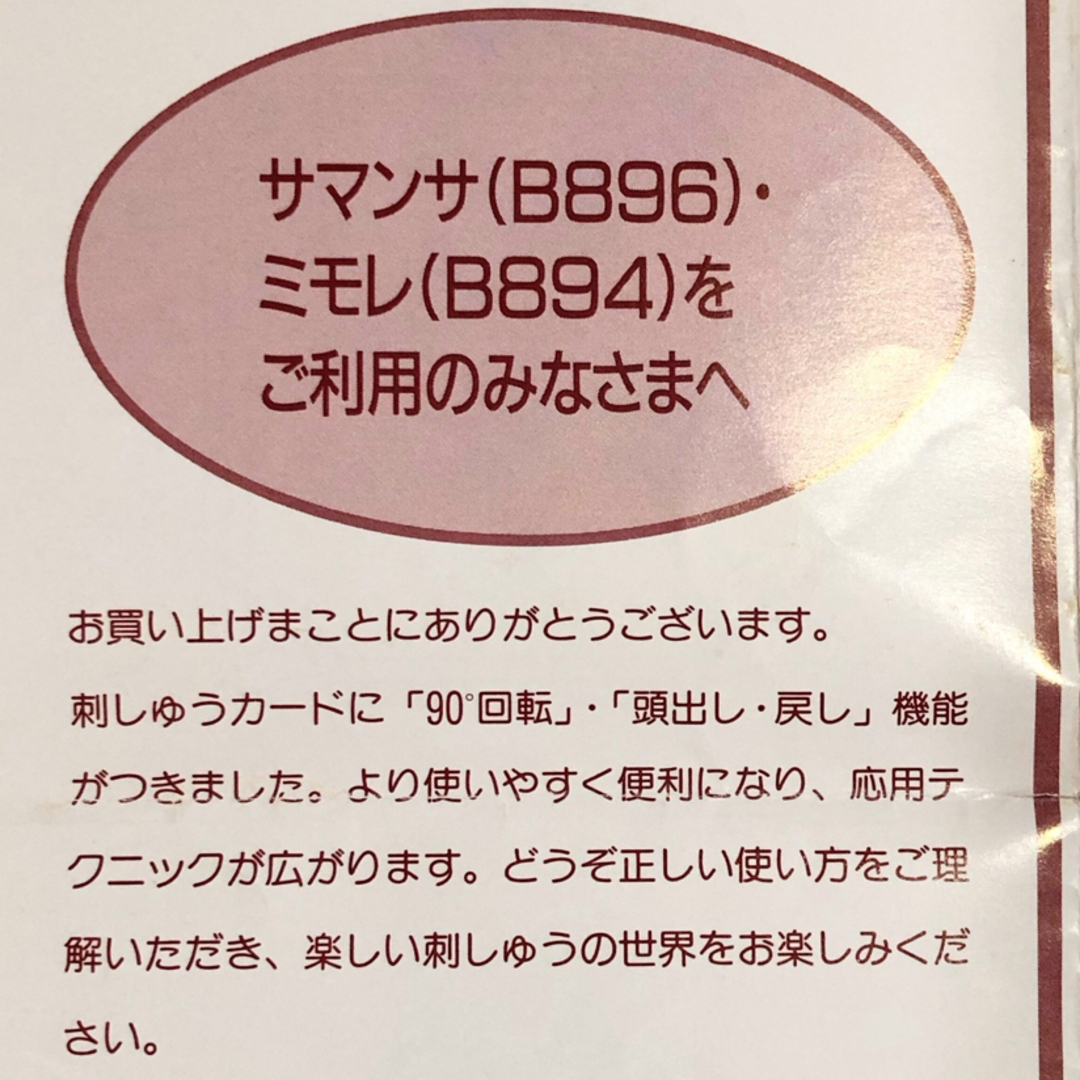 サマンサ(B896)・
ミモレ(B894)を
ご利用のみなさまへ
お買い上げまことにありがとうございます。
刺しゅうカードに「90°回転」・「頭出し・戻し」機能
がつきました。より使いやすく便利になり、応用テ
クニックが広がります。どうぞ正しい使い方をご理
解いただき、楽しい刺しゅうの世界をお楽しみくだ
さい。